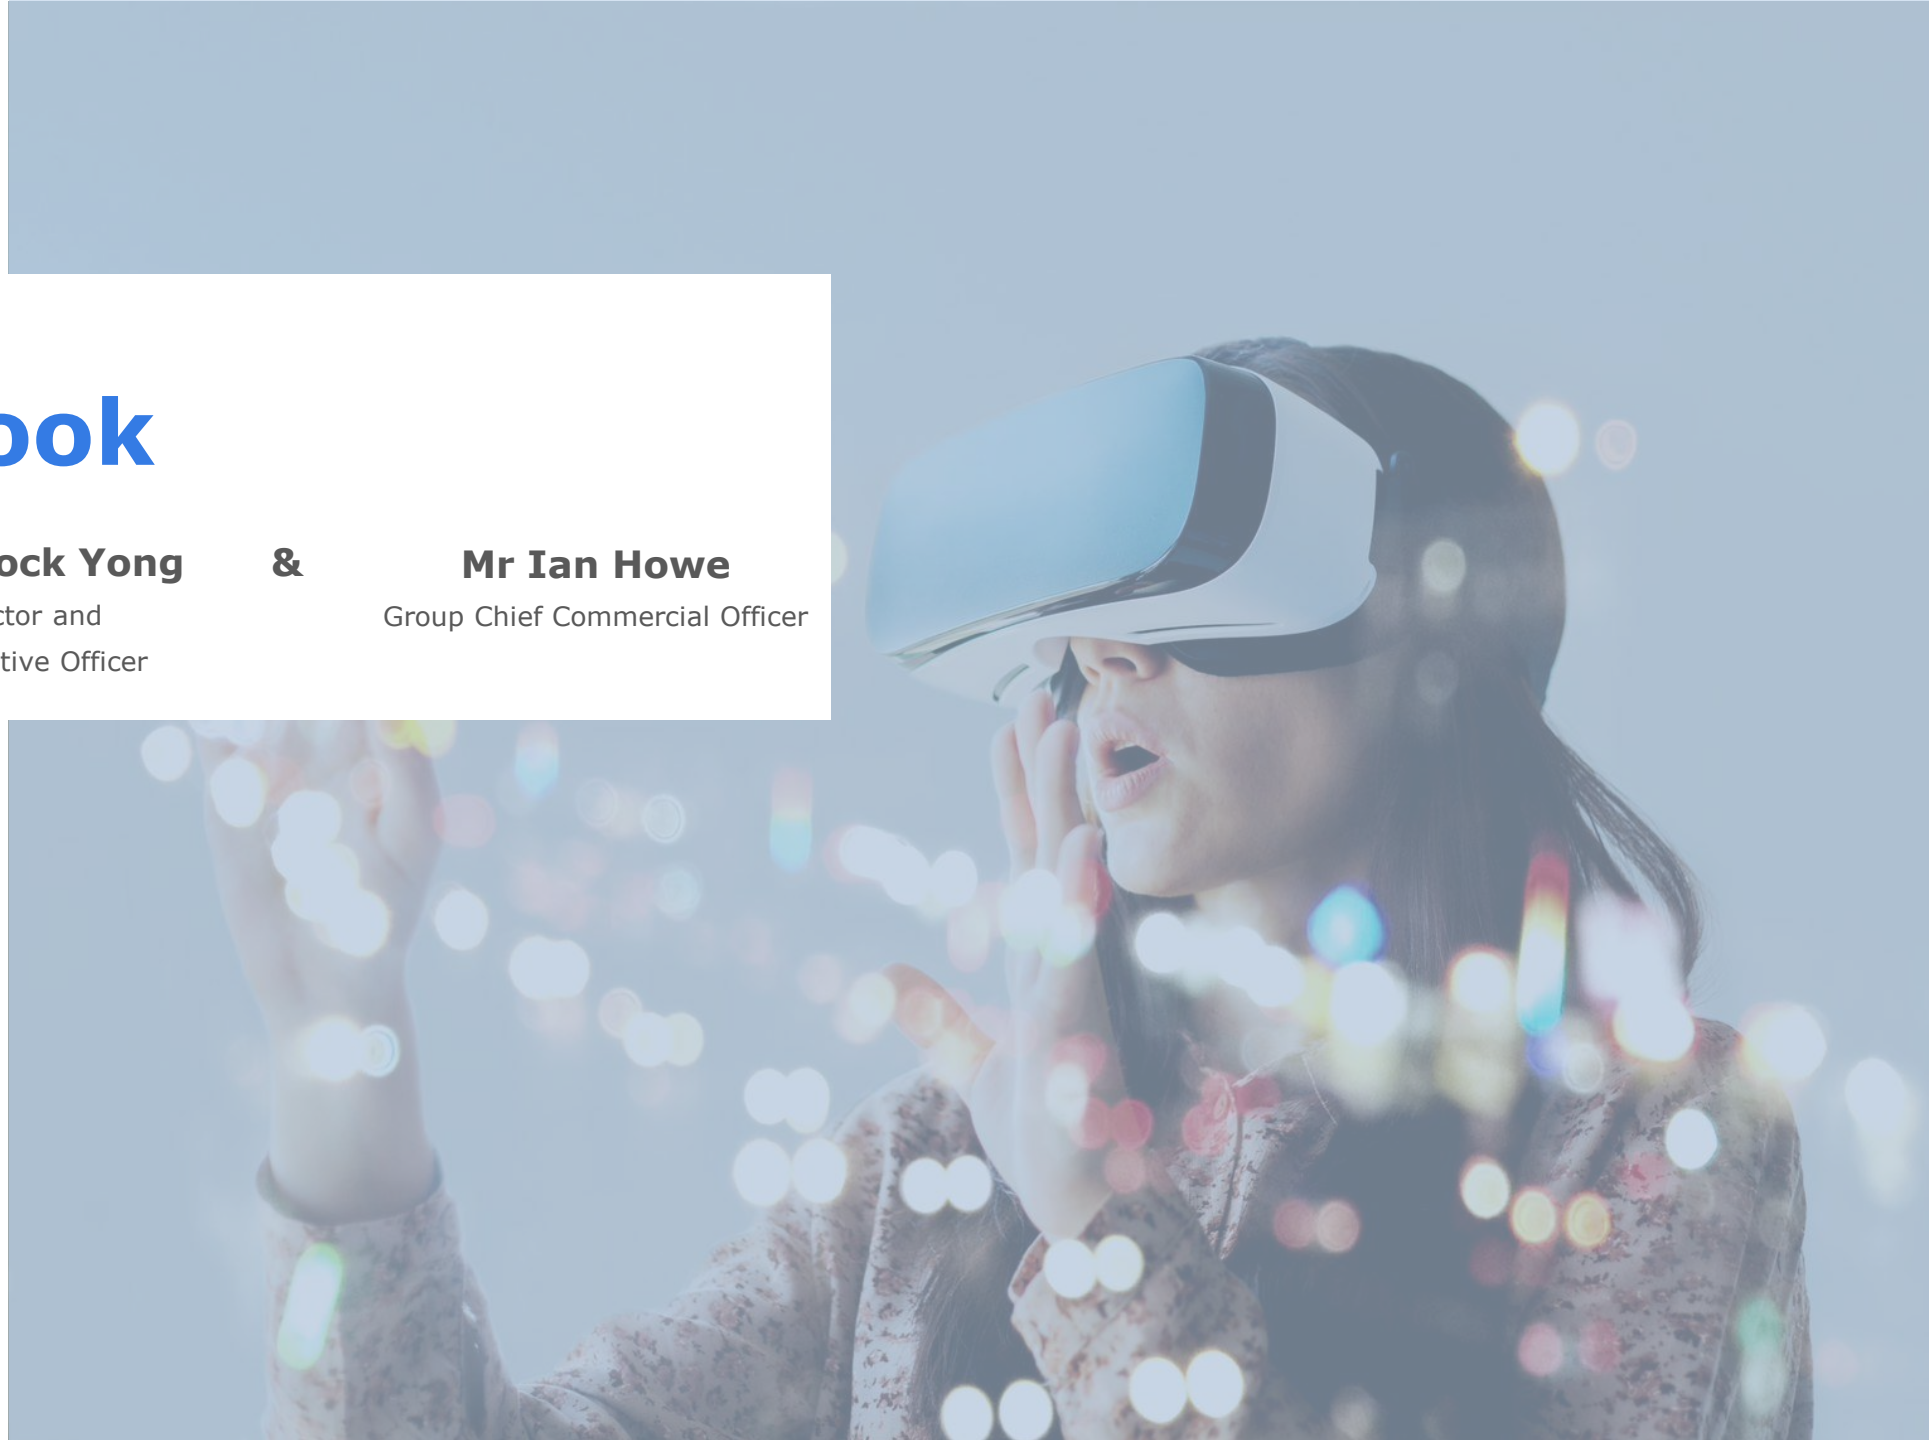 ook
ock Yong & Mr Ian Howe
ctor and Group Chief Commercial Officer
tive Officer